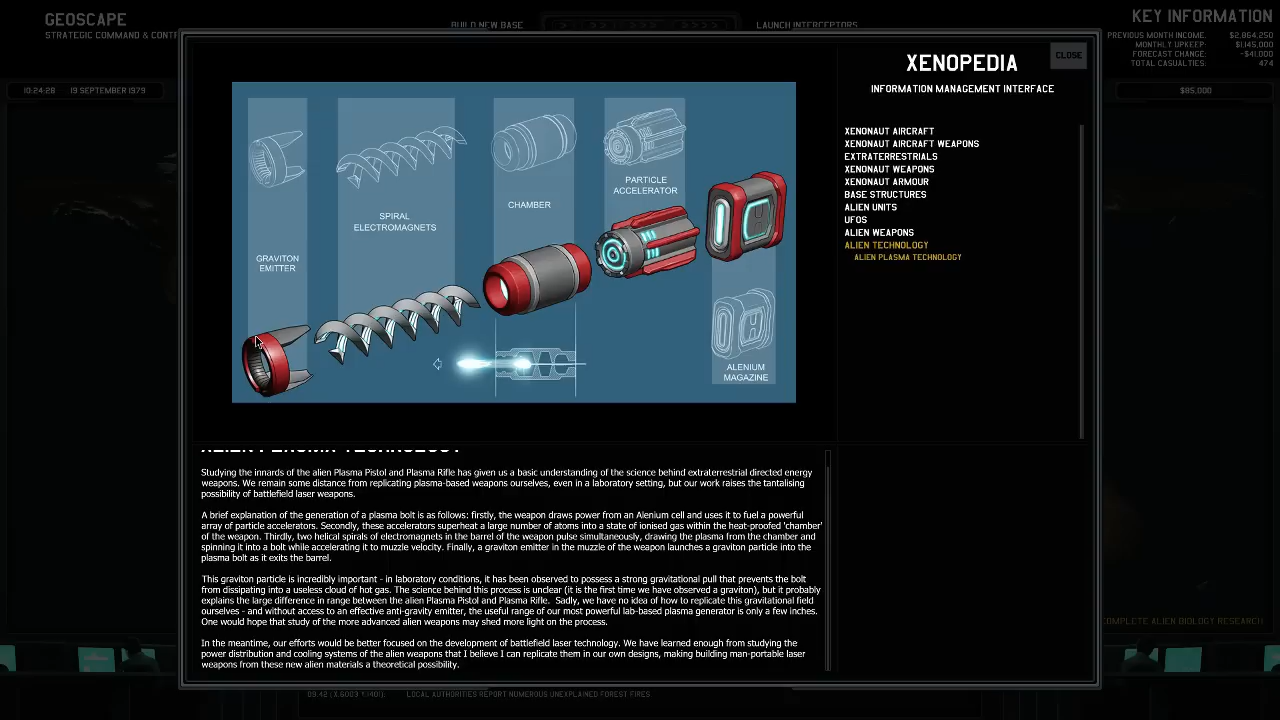 GEOSCAPE
STRATEGIC COMMAND & CONT
BUILD NEW BASE
LAUNCH INTERCEPTORS
KEY INFORMATION
PREVIOUS MONTH INCOME: $2,864,250
MONTHLY UPKEEP: $1,145,000
FORECAST CHANGE: -$41,000
TOTAL CASUALTIES: 474
10:24:28 19 SEPTEMBER 1979
$85,000
XENOPEDIA
CLOSE
INFORMATION MANAGEMENT INTERFACE
XENONAUT AIRCRAFT
XENONAUT AIRCRAFT WEAPONS
EXTRATERRESTRIALS
XENONAUT WEAPONS
XENONAUT ARMOUR
BASE STRUCTURES
ALIEN UNITS
UFOS
ALIEN WEAPONS
ALIEN TECHNOLOGY
ALIEN PLASMA TECHNOLOGY
GRAVITON
EMITTER
SPIRAL
ELECTROMAGNETS
CHAMBER
PARTICLE
ACCELERATOR
ALENIUM
MAGAZINE
ALIEN PLASMA TECHNOLOGY
Studying the innards of the alien Plasma Pistol and Plasma Rifle has given us a basic understanding of the science behind extraterrestrial directed energy
weapons. We remain some distance from replicating plasma-based weapons ourselves, even in a laboratory setting, but our work raises the tantalising
possibility of battlefield laser weapons.
A brief explanation of the generation of a plasma bolt is as follows: firstly, the weapon draws power from an Alenium cell and uses it to fuel a powerful
array of particle accelerators. Secondly, these accelerators superheat a large number of atoms into a state of ionised gas within the heat-proofed 'chamber'
of the weapon. Thirdly, two helical spirals of electromagnets in the barrel of the weapon pulse simultaneously, drawing the plasma from the chamber and
spinning it into a bolt while accelerating it to muzzle velocity. Finally, a graviton emitter in the muzzle of the weapon launches a graviton particle into the
plasma bolt as it exits the barrel.
This graviton particle is incredibly important - in laboratory conditions, it has been observed to possess a strong gravitational pull that prevents the bolt
from dissipating into a useless cloud of hot gas. The science behind this process is unclear (it is the first time we have observed a graviton), but it probably
explains the large difference in range between the alien Plasma Pistol and Plasma Rifle. Sadly, we have no idea of how to replicate this gravitational field
ourselves - and without access to an effective anti-gravity emitter, the useful range of our most powerful lab-based plasma generator is only a few inches.
One would hope that study of the more advanced alien weapons may shed more light on the process.
In the meantime, our efforts would be better focused on the development of battlefield laser technology. We have learned enough from studying the
power distribution and cooling systems of the alien weapons that I believe I can replicate them in our own designs, making building man-portable laser
weapons from these new alien materials a theoretical possibility.
COMPLETE ALIEN BIOLOGY RESEARCH
LOCAL AUTHORITIES REPORT NUMEROUS UNEXPLAINED FOREST FIRES